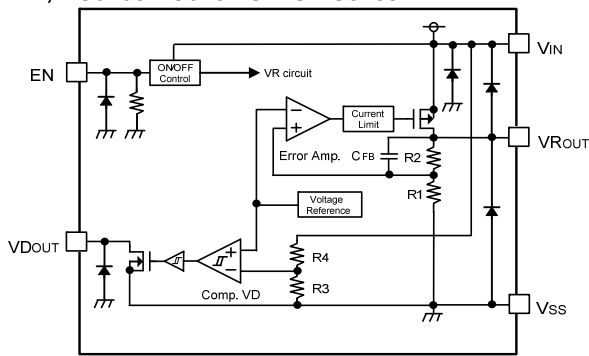 VIN
EN
ON/OFF
Control
VR circuit
−
+
Current
Limit
Error Amp.
CFB
R2
R1
VROUT
Voltage
Reference
VDOUT
+
−
Comp. VD
R4
R3
VSS